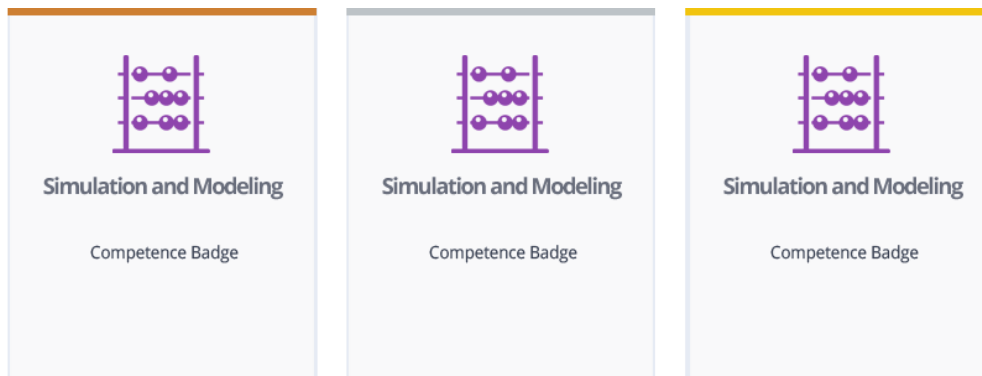 Simulation and Modeling
Competence Badge
Simulation and Modeling
Competence Badge
Simulation and Modeling
Competence Badge